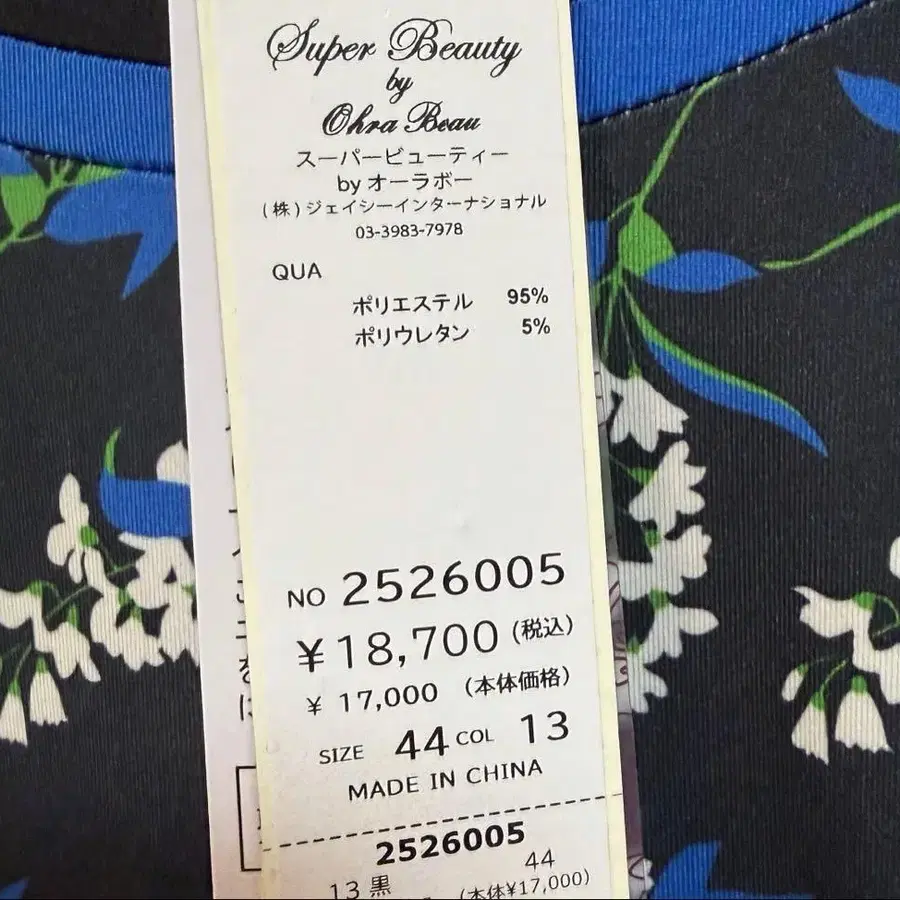 Super Beauty
by
Ohra Beau
スーパービューティー
by オーラボー
(株)ジェイシーインターナショナル
03-3983-7978
QUA
ポリエステル 95%
ポリウレタン 5%
NO 2526005
¥18,700(税込)
¥ 17,000 (本体価格)
SIZE 44 COL 13
MADE IN CHINA
2526005
13 黒 44
(本体¥17,000)